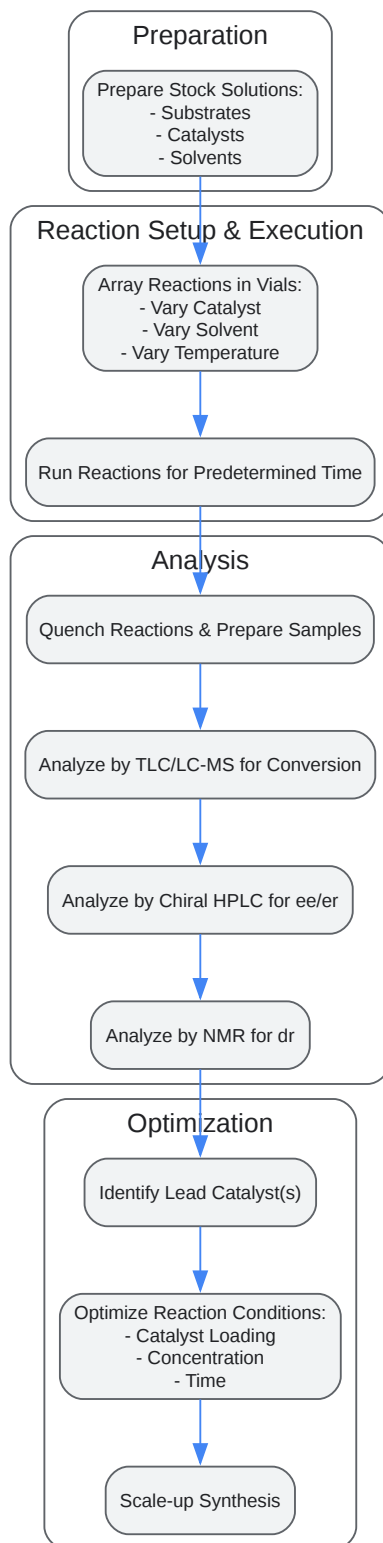 Preparation
Prepare Stock Solutions:
- Substrates
- Catalysts
- Solvents
Reaction Setup & Execution
Array Reactions in Vials:
- Vary Catalyst
- Vary Solvent
- Vary Temperature
Run Reactions for Predetermined Time
Analysis
Quench Reactions & Prepare Samples
Analyze by TLC/LC-MS for Conversion
Analyze by Chiral HPLC for ee/er
Analyze by NMR for dr
Optimization
Identify Lead Catalyst(s)
Optimize Reaction Conditions:
- Catalyst Loading
- Concentration
- Time
Scale-up Synthesis